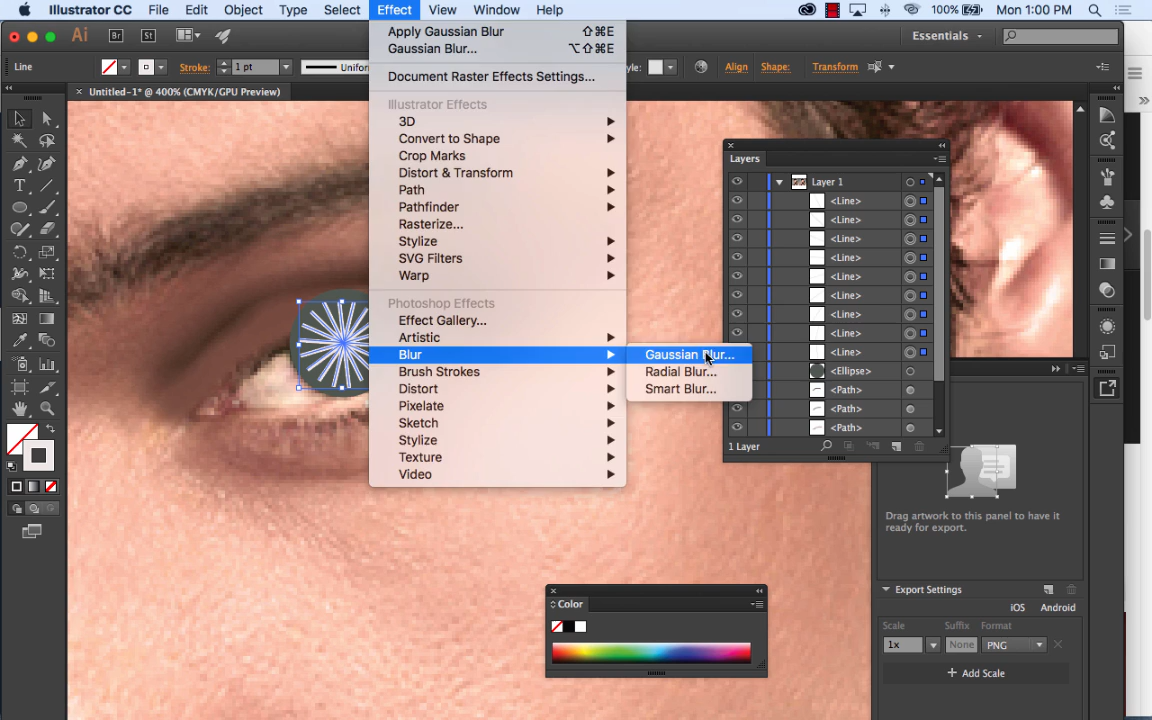 Illustrator CC File Edit Object Type Select Effect View Window Help 100% Mon 1:00 PM
Ai Br St Essentials
Line Stroke: 1 pt Uniform
yle: Align Shape: Transform
× Untitled-1* @ 400% (CMYK/GPU Preview)
Apply Gaussian Blur ⇧⌘E
Gaussian Blur... ⌥⇧⌘E
Document Raster Effects Settings...
Illustrator Effects
3D
Convert to Shape
Crop Marks
Distort & Transform
Path
Pathfinder
Rasterize...
Stylize
SVG Filters
Warp
Photoshop Effects
Effect Gallery...
Artistic
Blur
Brush Strokes
Distort
Pixelate
Sketch
Stylize
Texture
Video
Gaussian Blur...
Radial Blur...
Smart Blur...
Layers
Layer 1
<Line>
<Line>
<Line>
<Line>
<Line>
<Line>
<Line>
<Line>
<Line>
<Ellipse>
<Path>
<Path>
<Path>
1 Layer
Drag artwork to this panel to have it
ready for export.
Export Settings
iOS Android
Scale Suffix Format
1x None PNG
+ Add Scale
Color